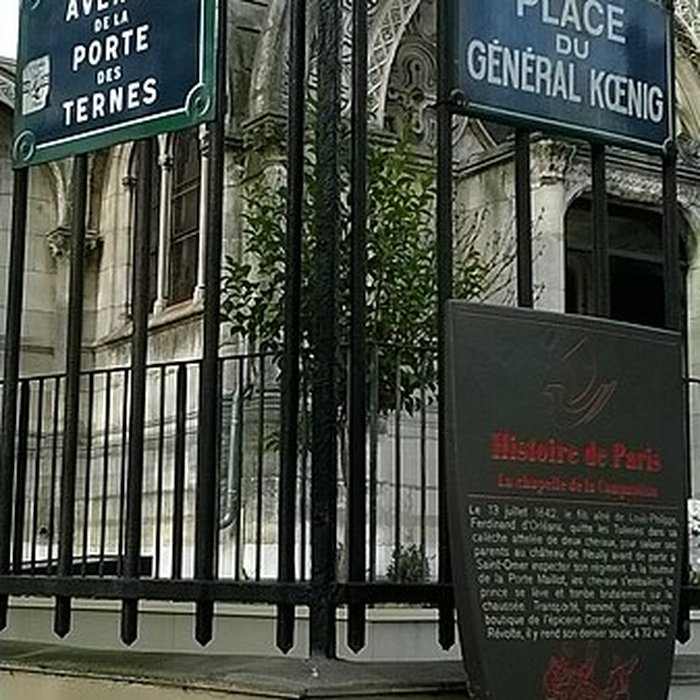 AVEN
DE LA
PORTE
DES
TERNES
PLACE
DU
GÉNÉRAL KŒNIG
Histoire de Paris
La chapelle de la Compassion
Le 13 juillet 1842, le fils aîné de Louis-Philippe,
Ferdinand d'Orléans, quitte les Tuileries dans sa
calèche attelée de deux chevaux, pour saluer ses
parents au château de Neuilly avant de partir à
Saint-Omer inspecter son régiment. A la hauteur
de la Porte Maillot, les chevaux s'emballent, le
prince se lève et tombe brutalement sur la
chaussée. Transporté, inanimé, dans l'arrière-
boutique de l'épicerie Cordier, 4, route de la
Révolte, il y rend son dernier soupir, à 32 ans.